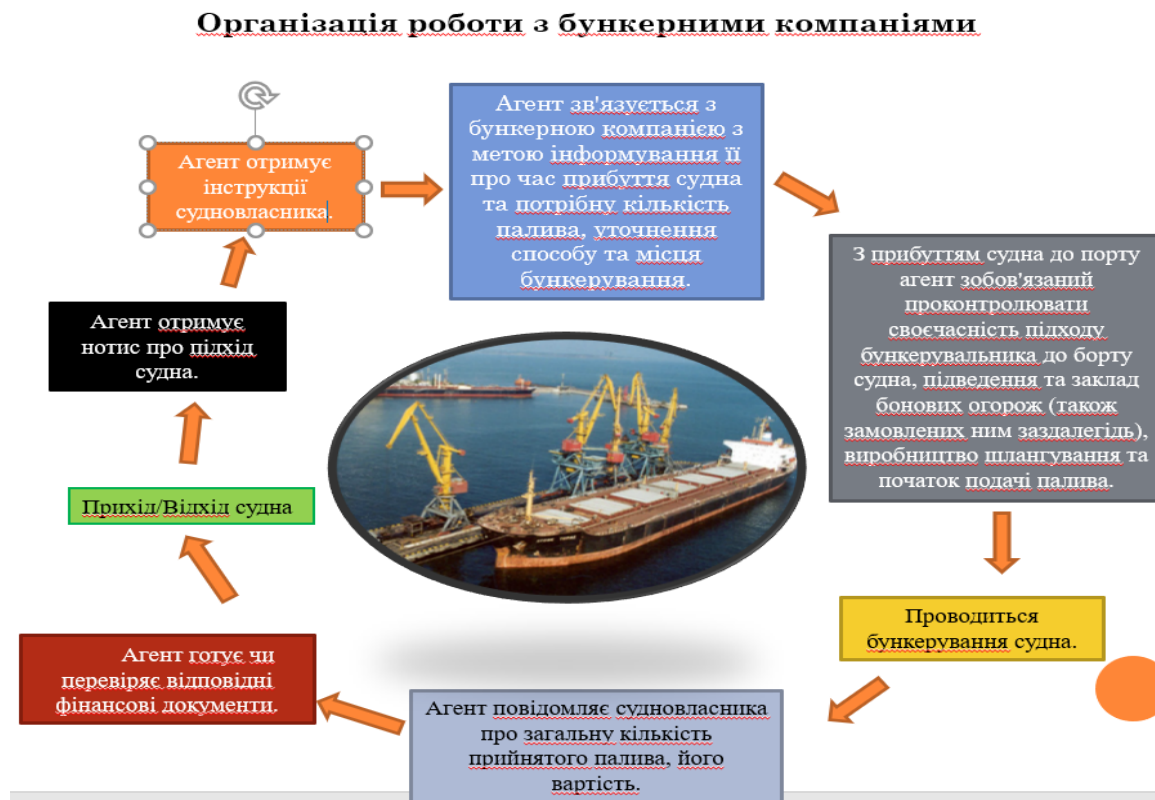 Організація роботи з бункерними компаніями
Агент отримує
інструкції
судновласника.
Агент зв'язується з
бункерною компанією з
метою інформування її
про час прибуття судна
та потрібну кількість
палива, уточнення
способу та місця
бункерування.
З прибуттям судна до порту
агент зобов'язаний
проконтролювати
своєчасність підходу
бункерувальника до борту
судна, підведення та заклад
бонових огорож (також
замовлених ним заздалегідь),
виробництво шлангування та
початок подачі палива.
Проводиться
бункерування судна.
Агент повідомляє судновласника
про загальну кількість
прийнятого палива, його
вартість.
Агент готує чи
перевіряє відповідні
фінансові документи.
Прихід/Відхід судна
Агент отримує
нотис про підхід
судна.